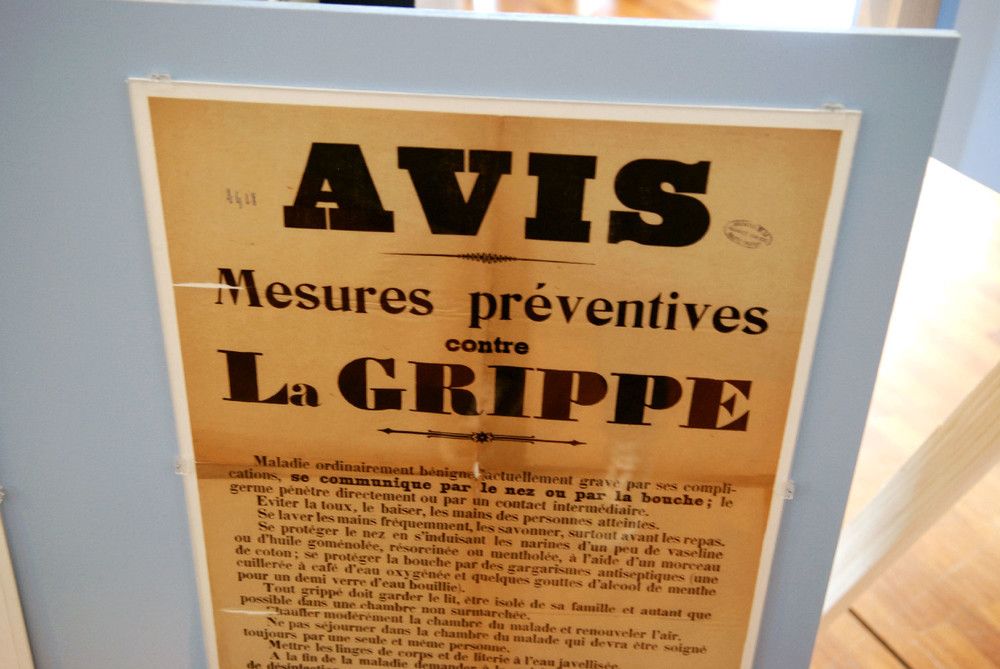 AVIS
Mesures préventives
contre
La GRIPPE
Maladie ordinairement bénigne, actuellement grave par ses compli-
cations, se communique par le nez ou par la bouche ; le
germe pénètre directement ou par un contact intermédiaire.
Eviter la toux, le baiser, les mains des personnes atteintes.
Se laver les mains fréquemment, les savonner, surtout avant les repas.
Se protéger le nez en s'induisant les narines d'un peu de vaseline
ou d'huile goménolée, résorcinée ou mentholée, à l'aide d'un morceau
de coton ; se protéger la bouche par des gargarismes antiseptiques (une
cuillerée à café d'eau oxygénée et quelques gouttes d'alcool de menthe
pour un demi verre d'eau bouillie).
Tout grippé doit garder le lit, être isolé de sa famille et autant que
possible dans une chambre non surmarchée.
Chauffer modérément la chambre du malade et renouveler l'air.
Ne pas séjourner dans la chambre du malade qui devra être soigné
toujours par une seule et même personne.
Mettre les linges de corps et de literie à l'eau javellisée.
A la fin de la maladie demander